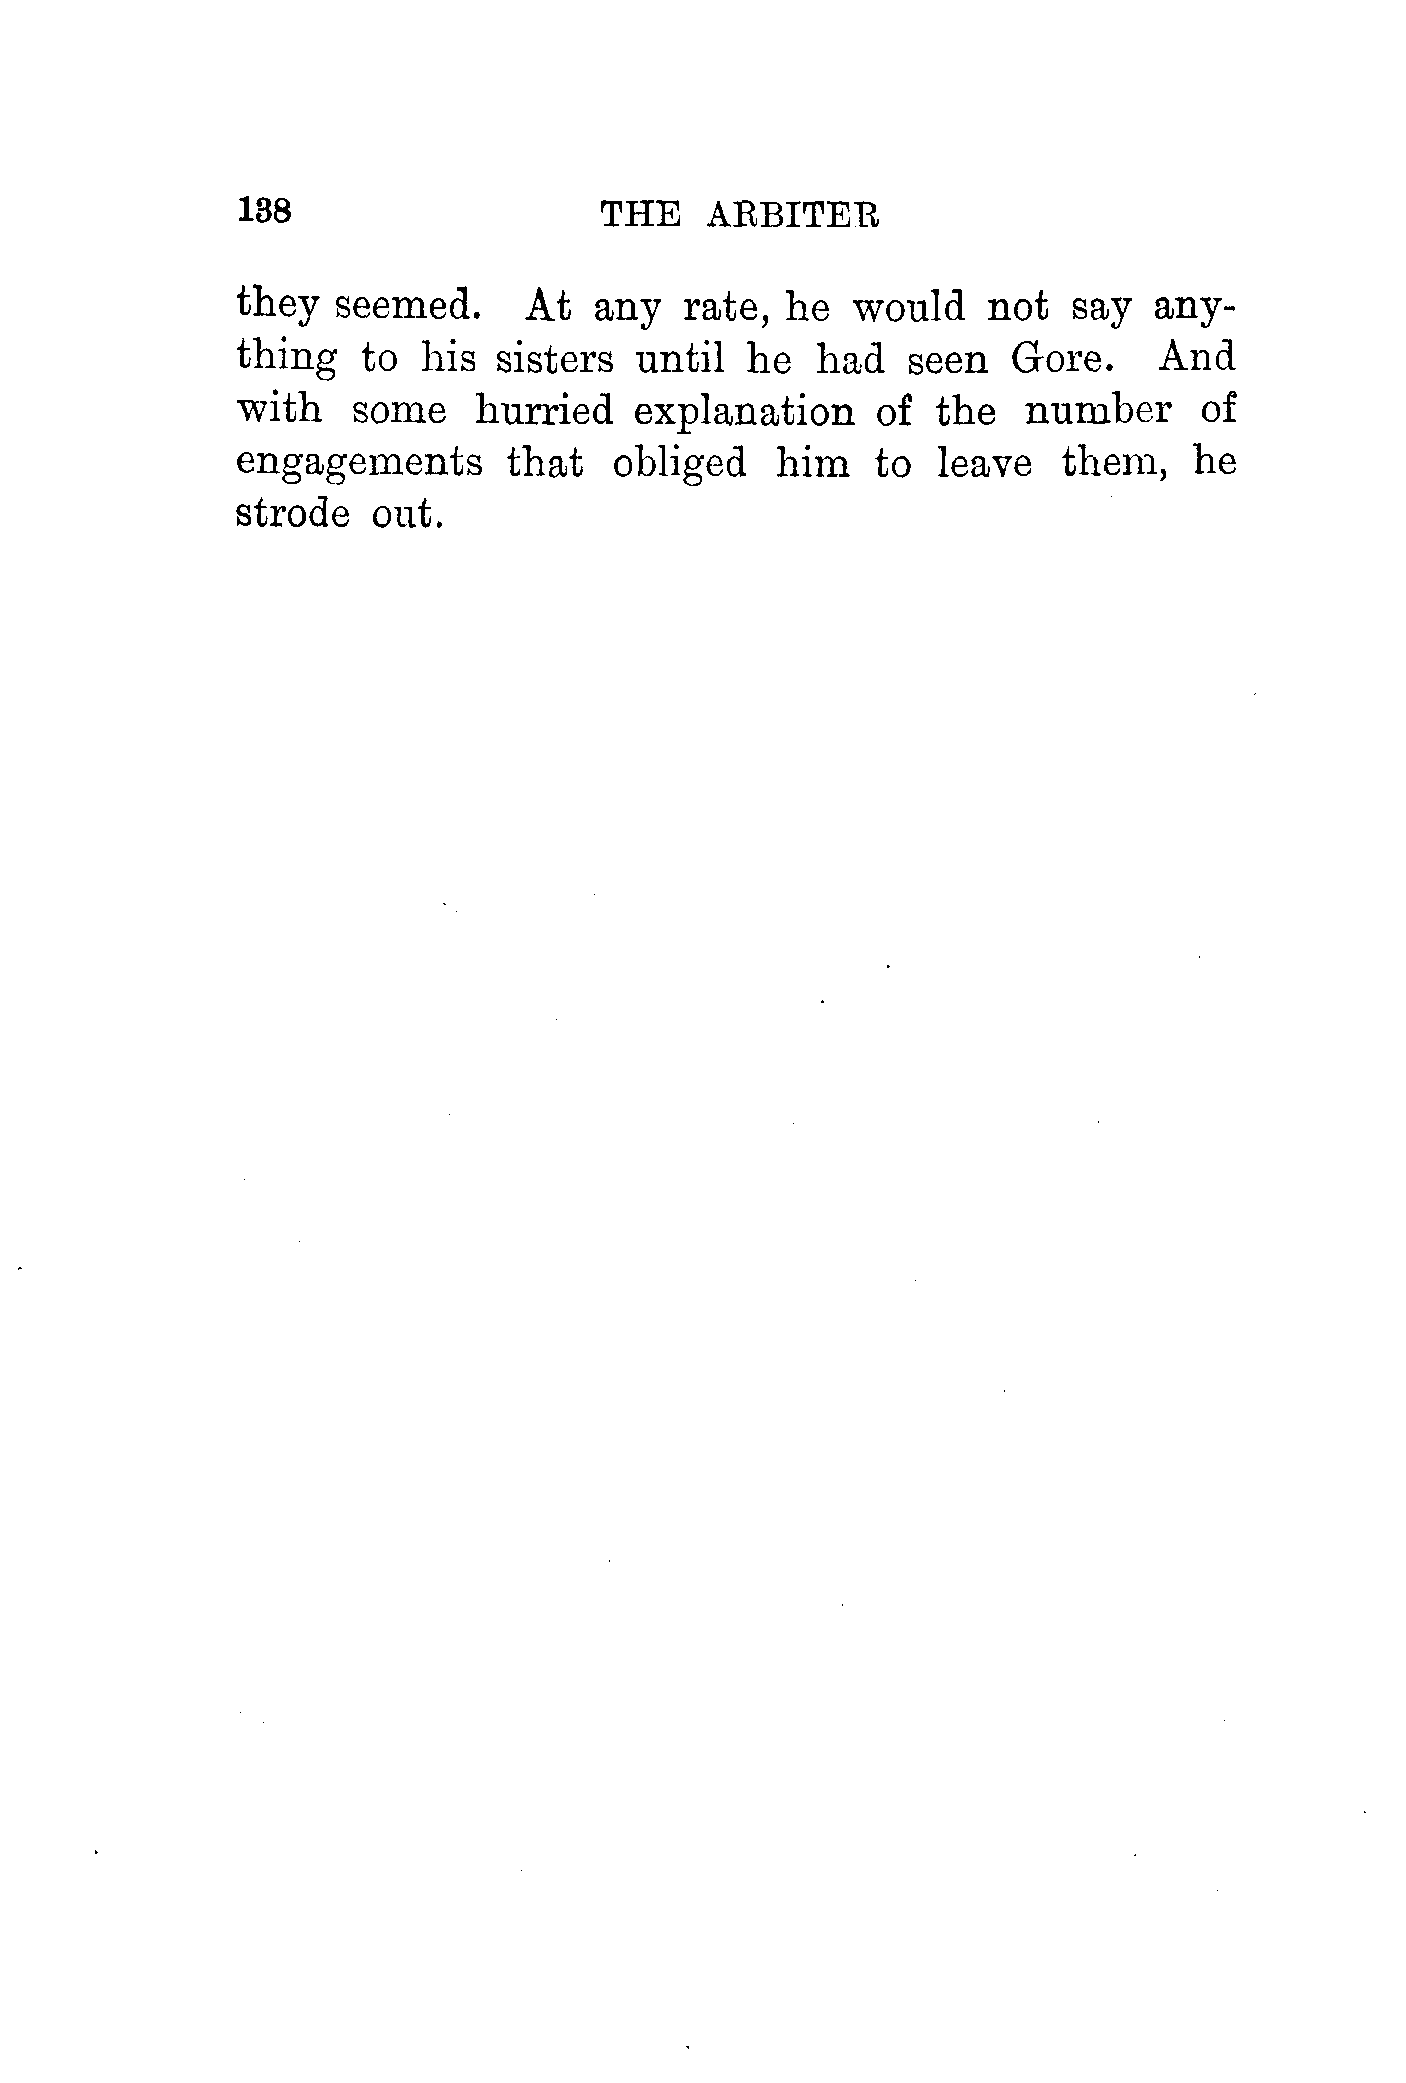 138 THE ARBITER
they seemed. At any rate, he would not say any-
thing to his sisters until he had seen Gore. And
with some hurried explanation of the number of
engagements that obliged him to leave them, he
strode out.